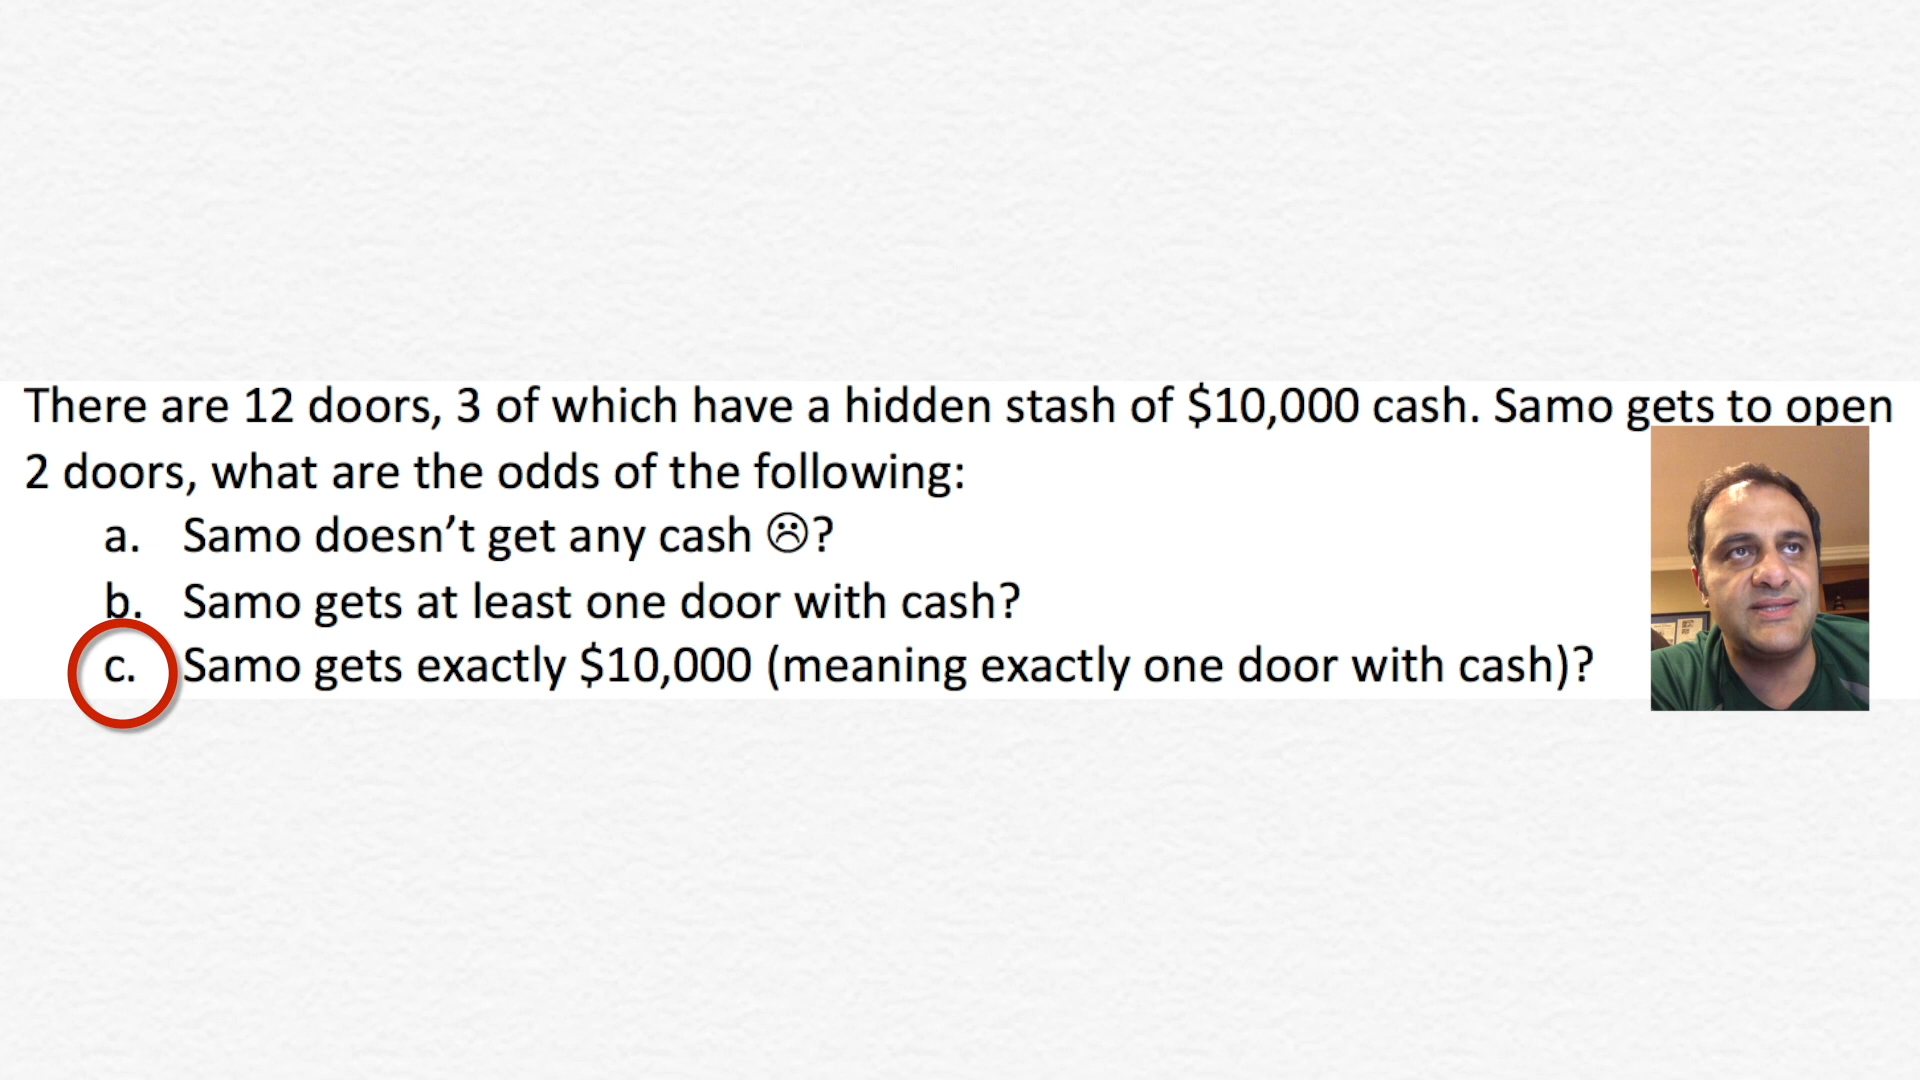 There are 12 doors, 3 of which have a hidden stash of $10,000 cash. Samo gets to open
2 doors, what are the odds of the following:
a. Samo doesn’t get any cash ☹?
b. Samo gets at least one door with cash?
c. Samo gets exactly $10,000 (meaning exactly one door with cash)?